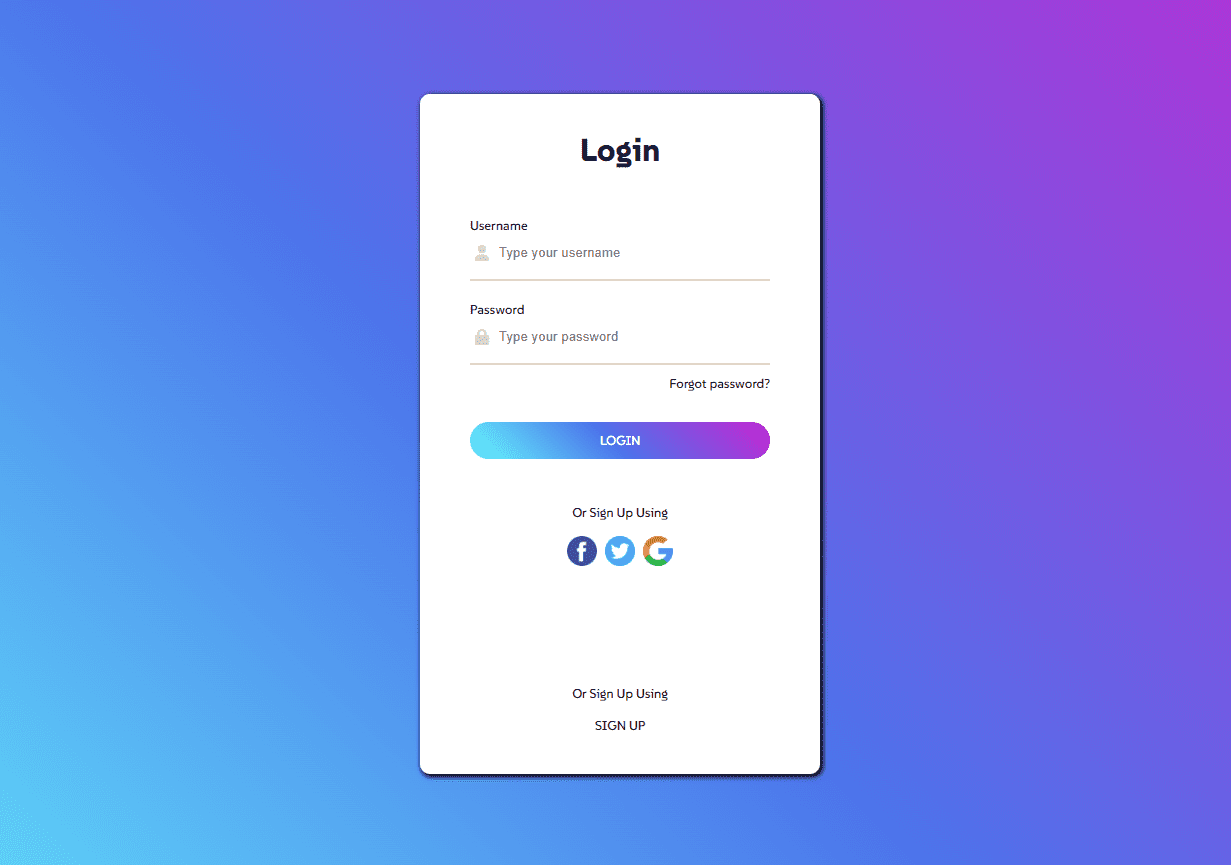 Login
Username
Type your username
Password
Type your password
Forgot password?
LOGIN
Or Sign Up Using
Or Sign Up Using
SIGN UP